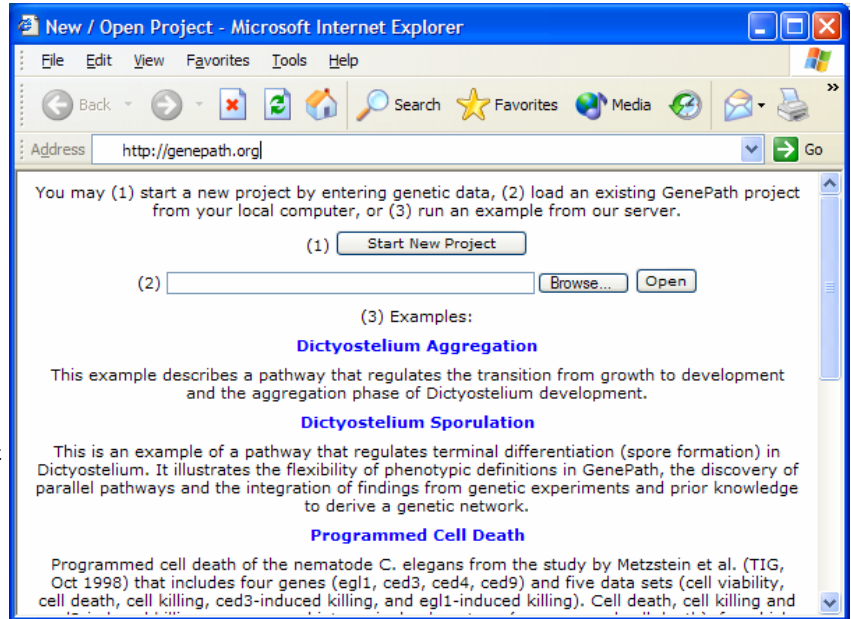 New / Open Project - Microsoft Internet Explorer
File Edit View Favorites Tools Help
Back Search Favorites Media »
Address http://genepath.org Go
You may (1) start a new project by entering genetic data, (2) load an existing GenePath project
from your local computer, or (3) run an example from our server.
(1) Start New Project
(2) Browse... Open
(3) Examples:
Dictyostelium Aggregation
This example describes a pathway that regulates the transition from growth to development
and the aggregation phase of Dictyostelium development.
Dictyostelium Sporulation
This is an example of a pathway that regulates terminal differentiation (spore formation) in
Dictyostelium. It illustrates the flexibility of phenotypic definitions in GenePath, the discovery of
parallel pathways and the integration of findings from genetic experiments and prior knowledge
to derive a genetic network.
Programmed Cell Death
Programmed cell death of the nematode C. elegans from the study by Metzstein et al. (TIG,
Oct 1998) that includes four genes (egl1, ced3, ced4, ced9) and five data sets (cell viability,
cell death, cell killing, ced3-induced killing, and egl1-induced killing). Cell death, cell killing and